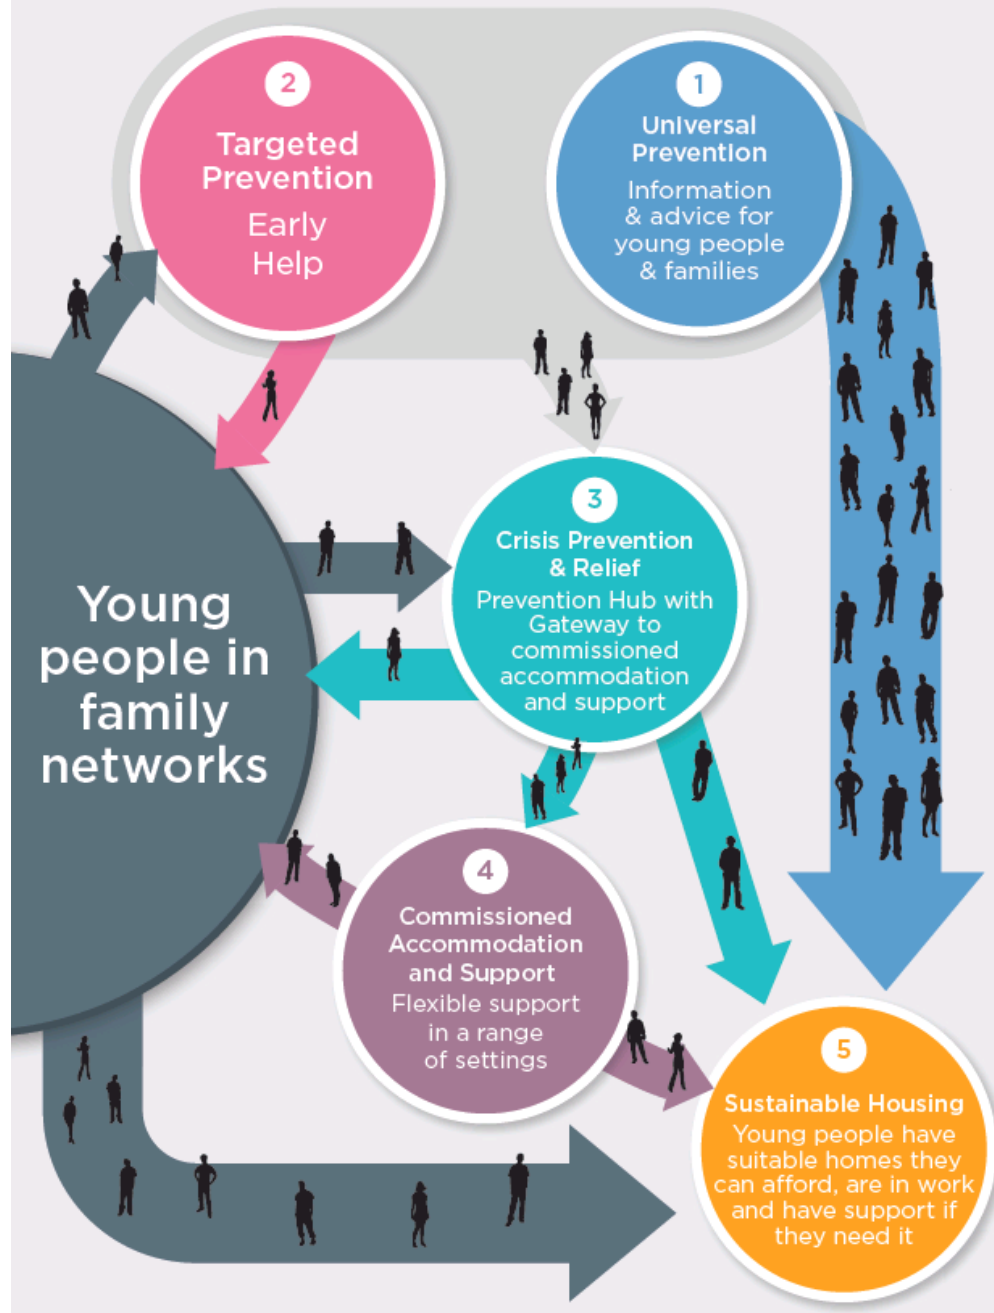 2
Targeted
Prevention
Early
Help
1
Universal
Prevention
Information
& advice for
young people
& families
Young
people in
family
networks
3
Crisis Prevention
& Relief
Prevention Hub with
Gateway to
commissioned
accommodation
and support
4
Commissioned
Accommodation
and Support
Flexible support
in a range
of settings
5
Sustainable Housing
Young people have
suitable homes they
can afford, are in work
and have support if
they need it